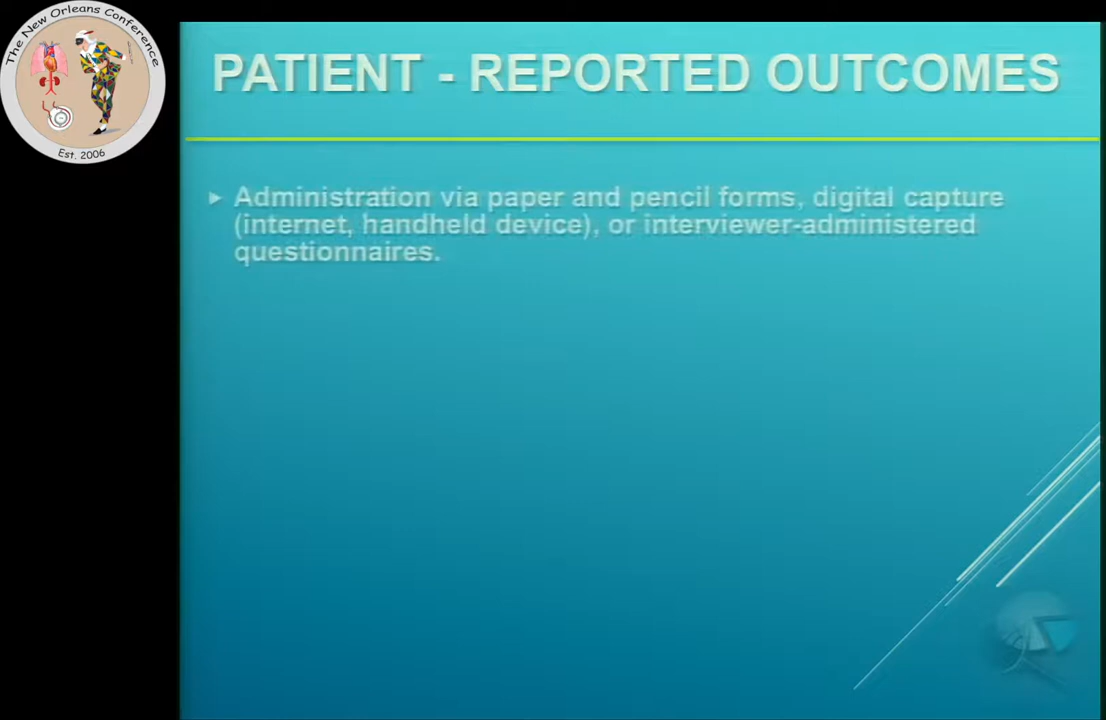 The New Orleans Conference
Est. 2006
PATIENT - REPORTED OUTCOMES
Administration via paper and pencil forms, digital capture
(internet, handheld device), or interviewer-administered
questionnaires.